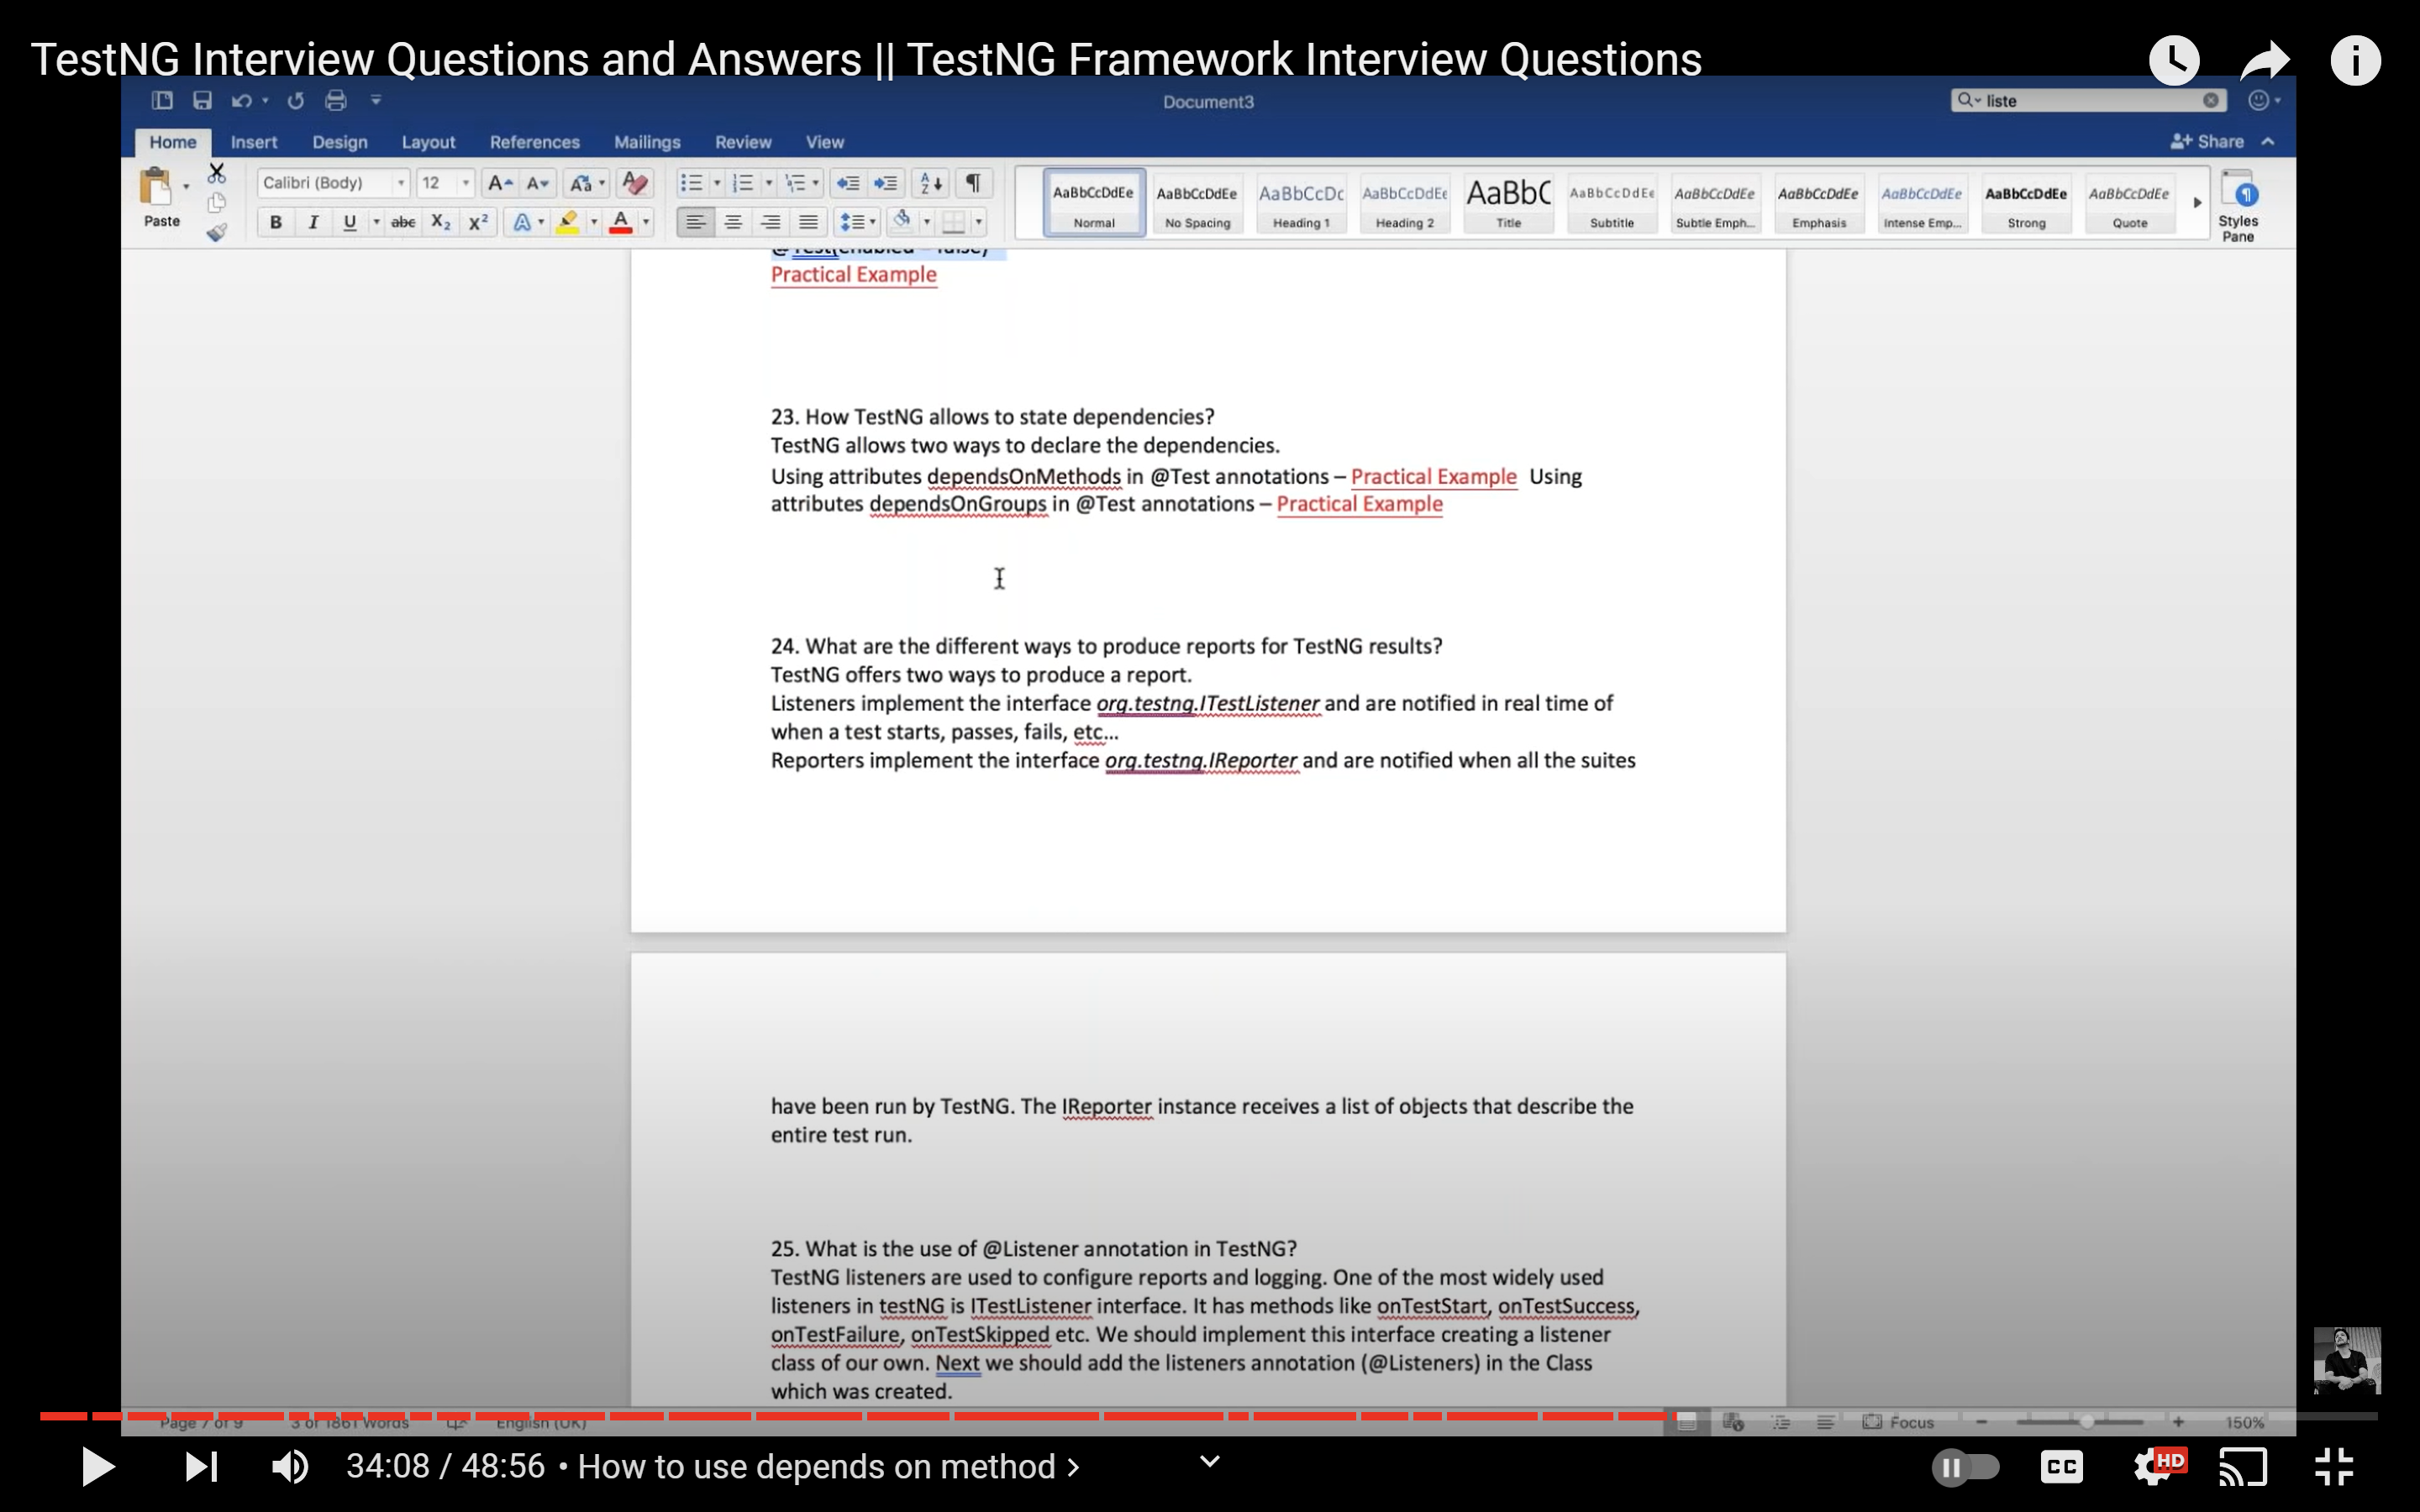 TestNG Interview Questions and Answers || TestNG Framework Interview Questions
Document3
liste
Home Insert Design Layout References Mailings Review View
Share
Calibri (Body) 12
Paste
AaBbCcDdEe AaBbCcDdEe AaBbCcDc AaBbCcDdEe AaBbC AaBbCcDdEe AaBbCcDdEe AaBbCcDdEe AaBbCcDdEe AaBbCcDdEe AaBbCcDdEe
Normal No Spacing Heading 1 Heading 2 Title Subtitle Subtle Emph... Emphasis Intense Emp... Strong Quote
Styles
Pane
@Test(enabled = false)
Practical Example
23. How TestNG allows to state dependencies?
TestNG allows two ways to declare the dependencies.
Using attributes dependsOnMethods in @Test annotations – Practical Example Using
attributes dependsOnGroups in @Test annotations – Practical Example
24. What are the different ways to produce reports for TestNG results?
TestNG offers two ways to produce a report.
Listeners implement the interface org.testng.ITestListener and are notified in real time of
when a test starts, passes, fails, etc...
Reporters implement the interface org.testng.IReporter and are notified when all the suites
have been run by TestNG. The IReporter instance receives a list of objects that describe the
entire test run.
25. What is the use of @Listener annotation in TestNG?
TestNG listeners are used to configure reports and logging. One of the most widely used
listeners in testNG is ITestListener interface. It has methods like onTestStart, onTestSuccess,
onTestFailure, onTestSkipped etc. We should implement this interface creating a listener
class of our own. Next we should add the listeners annotation (@Listeners) in the Class
which was created.
Page 7 of 9 3 of 1861 Words English (UK) Focus 150%
34:08 / 48:56 • How to use depends on method
CC HD